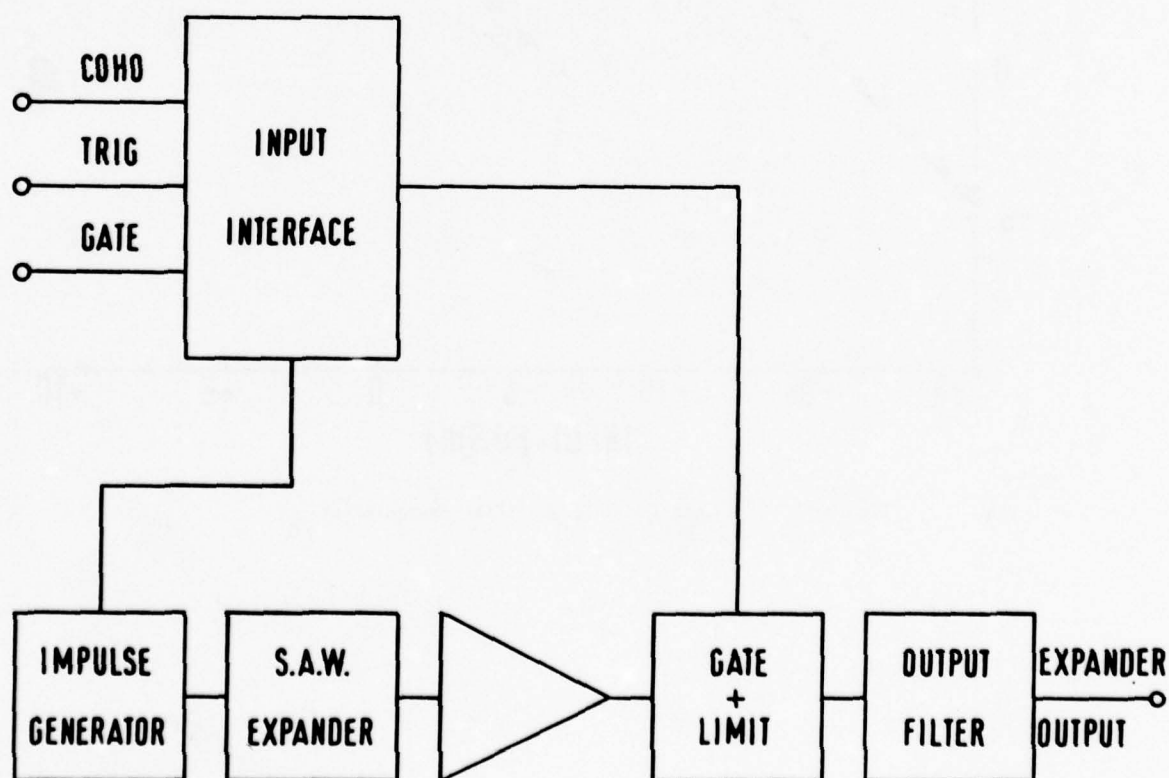 COHO
TRIG
GATE
INPUT
INTERFACE
IMPULSE
GENERATOR
S.A.W.
EXPANDER
GATE
+
LIMIT
OUTPUT
FILTER
EXPANDER
OUTPUT